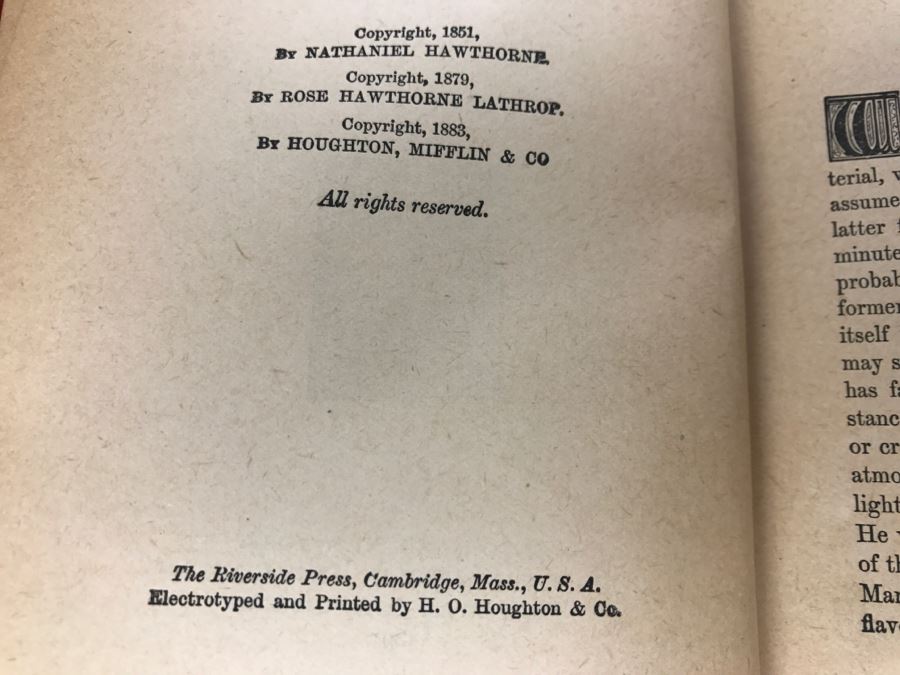 Copyright, 1851,
By NATHANIEL HAWTHORNE.
Copyright, 1879,
By ROSE HAWTHORNE LATHROP.
Copyright, 1883,
By HOUGHTON, MIFFLIN & CO
All rights reserved.
The Riverside Press, Cambridge, Mass., U. S. A.
Electrotyped and Printed by H. O. Houghton & Co.
terial,
assume
latter
minute
probab
former
itself
may s
has fa
stanc
or cr
atmo
light
He
of th
Mar
flav